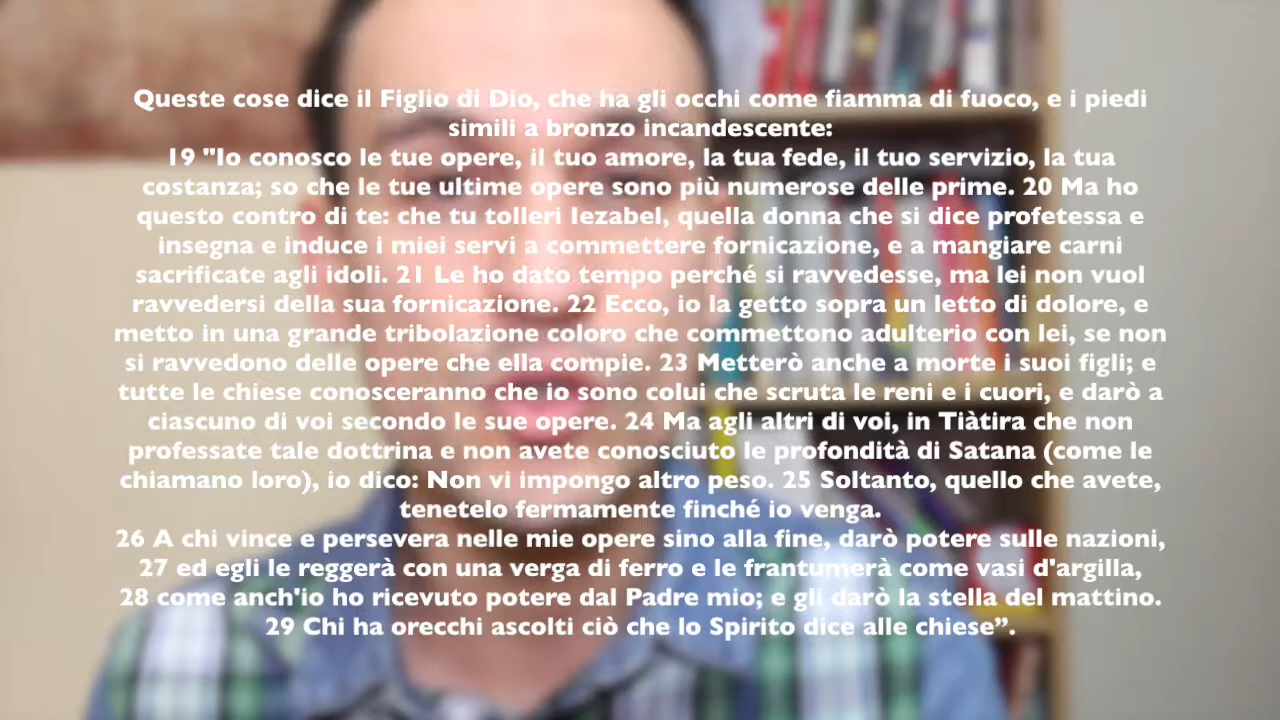 Queste cose dice il Figlio di Dio, che ha gli occhi come fiamma di fuoco, e i piedi
simili a bronzo incandescente:
19 "Io conosco le tue opere, il tuo amore, la tua fede, il tuo servizio, la tua
costanza; so che le tue ultime opere sono più numerose delle prime. 20 Ma ho
questo contro di te: che tu tolleri Iezabel, quella donna che si dice profetessa e
insegna e induce i miei servi a commettere fornicazione, e a mangiare carni
sacrificate agli idoli. 21 Le ho dato tempo perché si ravvedesse, ma lei non vuol
ravvedersi della sua fornicazione. 22 Ecco, io la getto sopra un letto di dolore, e
metto in una grande tribolazione coloro che commettono adulterio con lei, se non
si ravvedono delle opere che ella compie. 23 Metterò anche a morte i suoi figli; e
tutte le chiese conosceranno che io sono colui che scruta le reni e i cuori, e darò a
ciascuno di voi secondo le sue opere. 24 Ma agli altri di voi, in Tiàtira che non
professate tale dottrina e non avete conosciuto le profondità di Satana (come le
chiamano loro), io dico: Non vi impongo altro peso. 25 Soltanto, quello che avete,
tenetelo fermamente finché io venga.
26 A chi vince e persevera nelle mie opere sino alla fine, darò potere sulle nazioni,
27 ed egli le reggerà con una verga di ferro e le frantumerà come vasi d'argilla,
28 come anch'io ho ricevuto potere dal Padre mio; e gli darò la stella del mattino.
29 Chi ha orecchi ascolti ciò che lo Spirito dice alle chiese”.